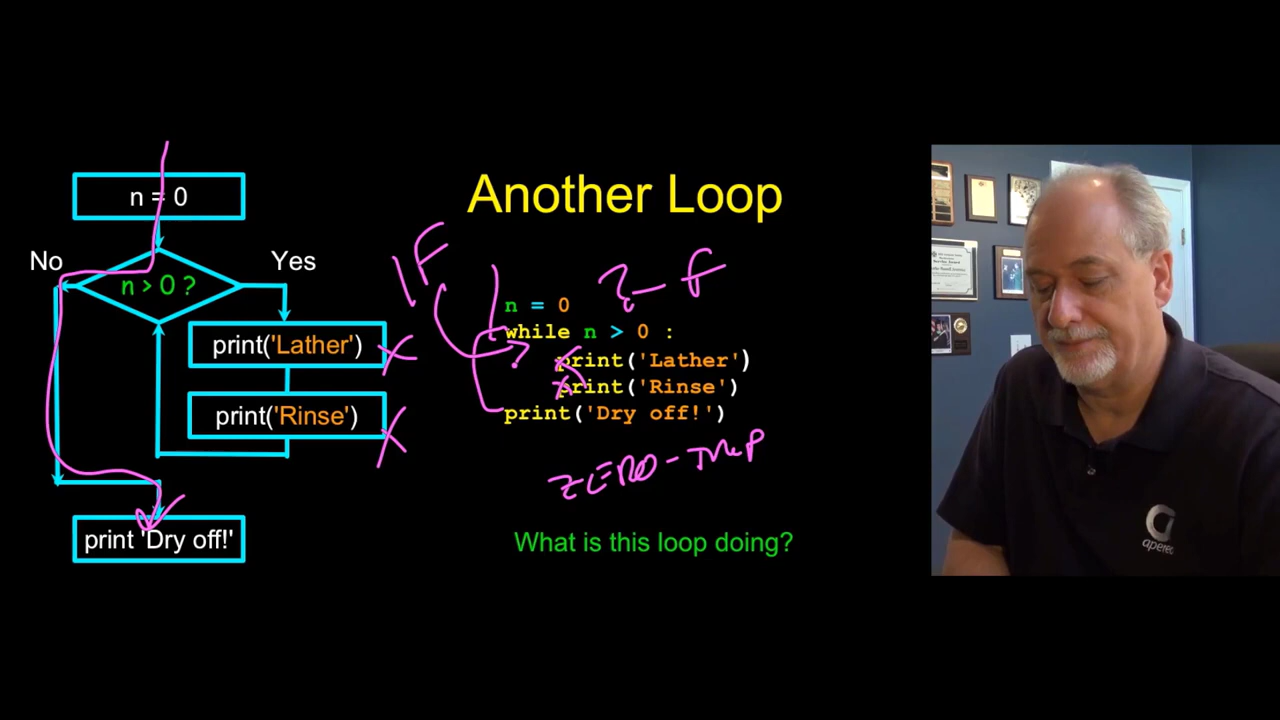 Another Loop
n = 0
No
Yes
n > 0 ?
print('Lather')
print('Rinse')
print 'Dry off!'
IF
n = 0
while n > 0 :
print('Lather')
print('Rinse')
print('Dry off!')
ZERO-TRIP
What is this loop doing?